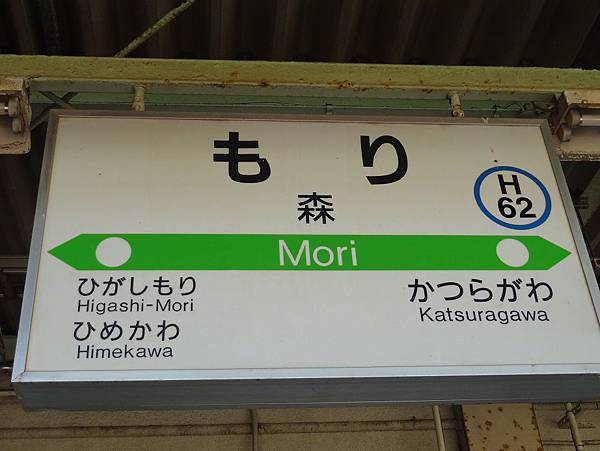 もり
森
H
62
Mori
ひがしもり
Higashi-Mori
ひめかわ
Himekawa
かつらがわ
Katsuragawa